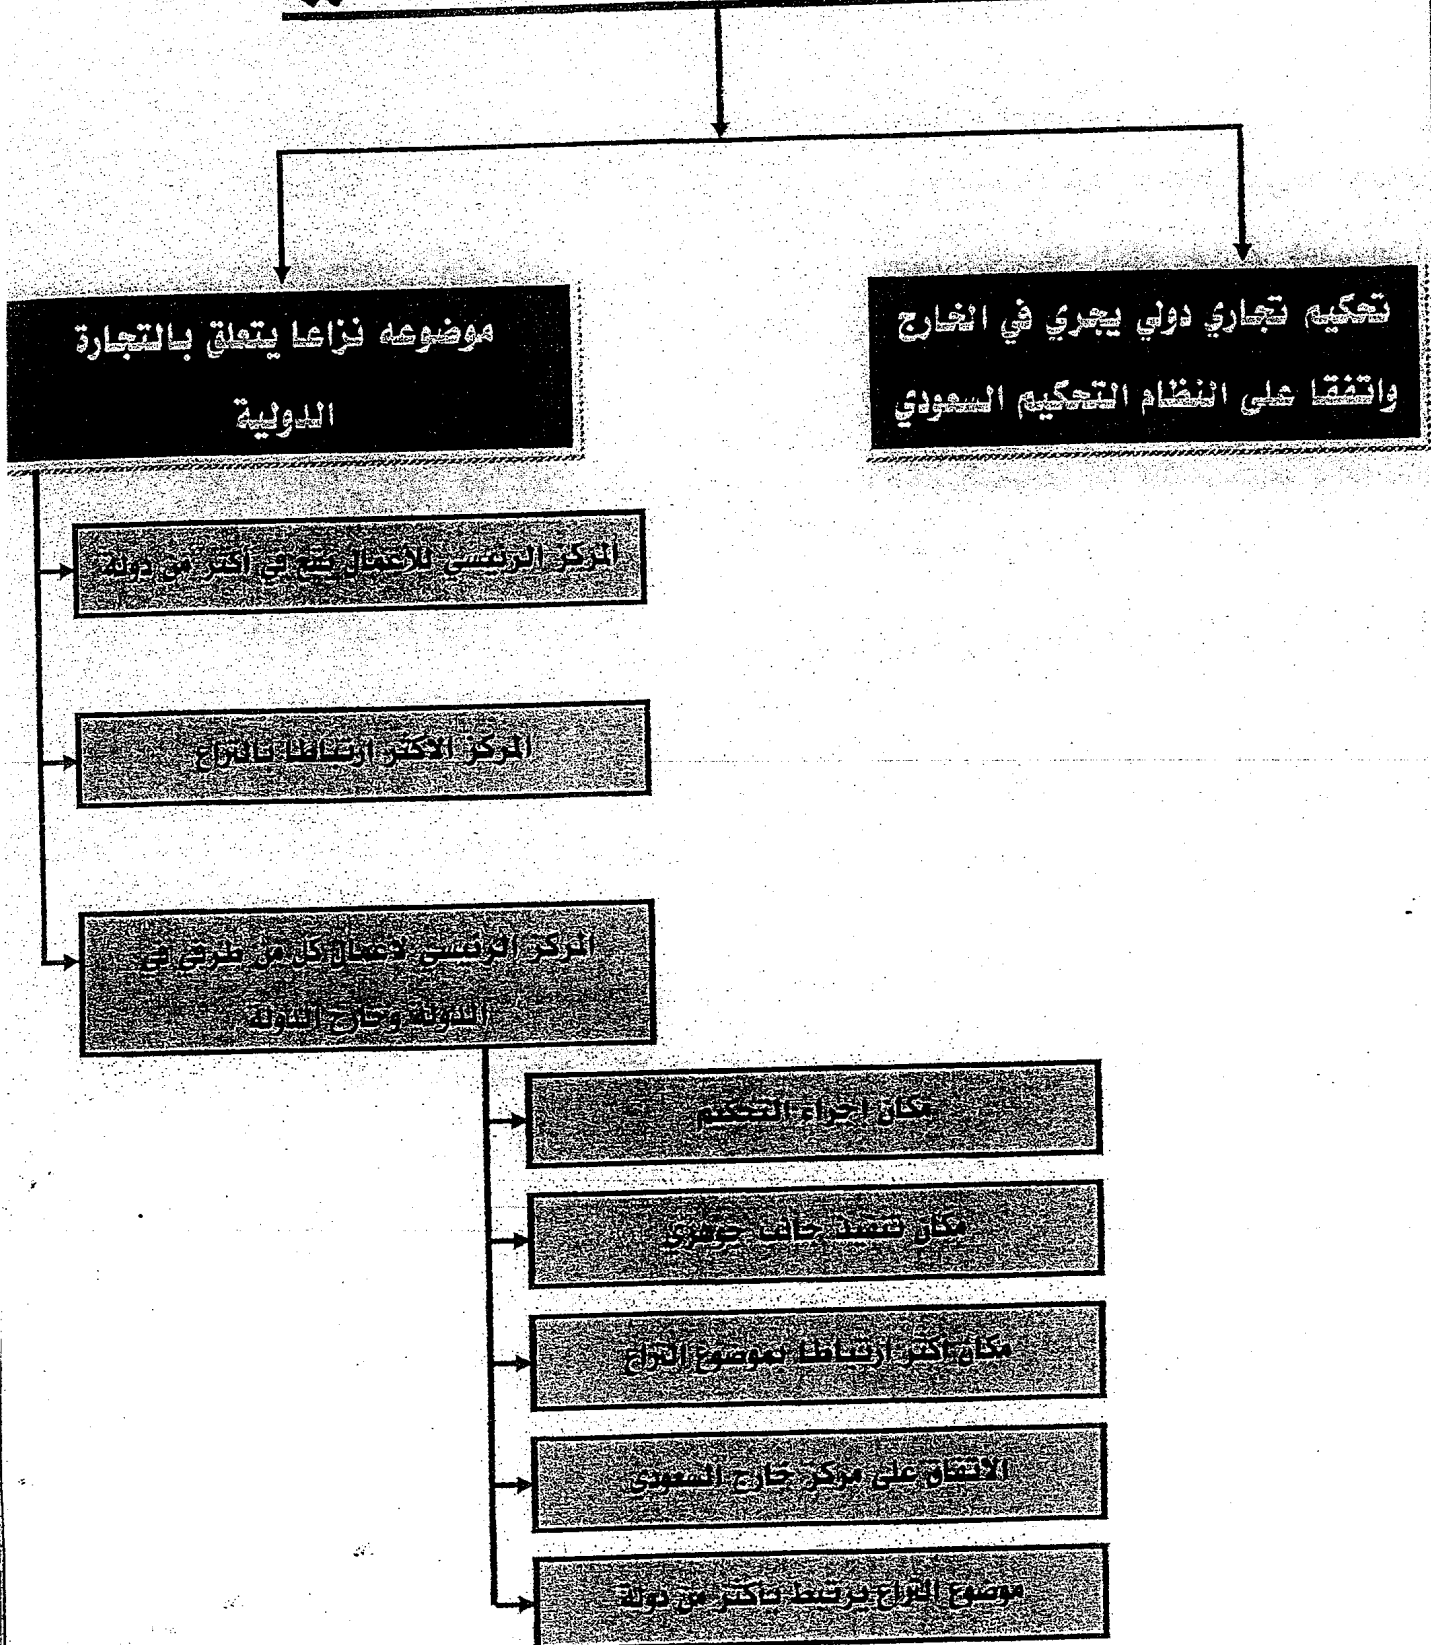 تحكيم تجاري دولي يجري في الخارج
واتفقا على النظام التحكيم السعودي
موضوعه نزاعا يتعلق بالتجارة
الدولية
المركز الرئيسي للأعمال يقع في أكثر من دولة
المركز الأكثر ارتباطا بالنزاع
المركز الرئيسي لأعمال كل من طرفي في
الدولة وخارج الدولة
مكان اجراء التحكيم
مكان تنفيذ جانب جوهري
مكان أكثر ارتباطا بموضوع النزاع
الاتفاق على مركز خارج السعودي
موضوع النزاع يرتبط بأكثر من دولة